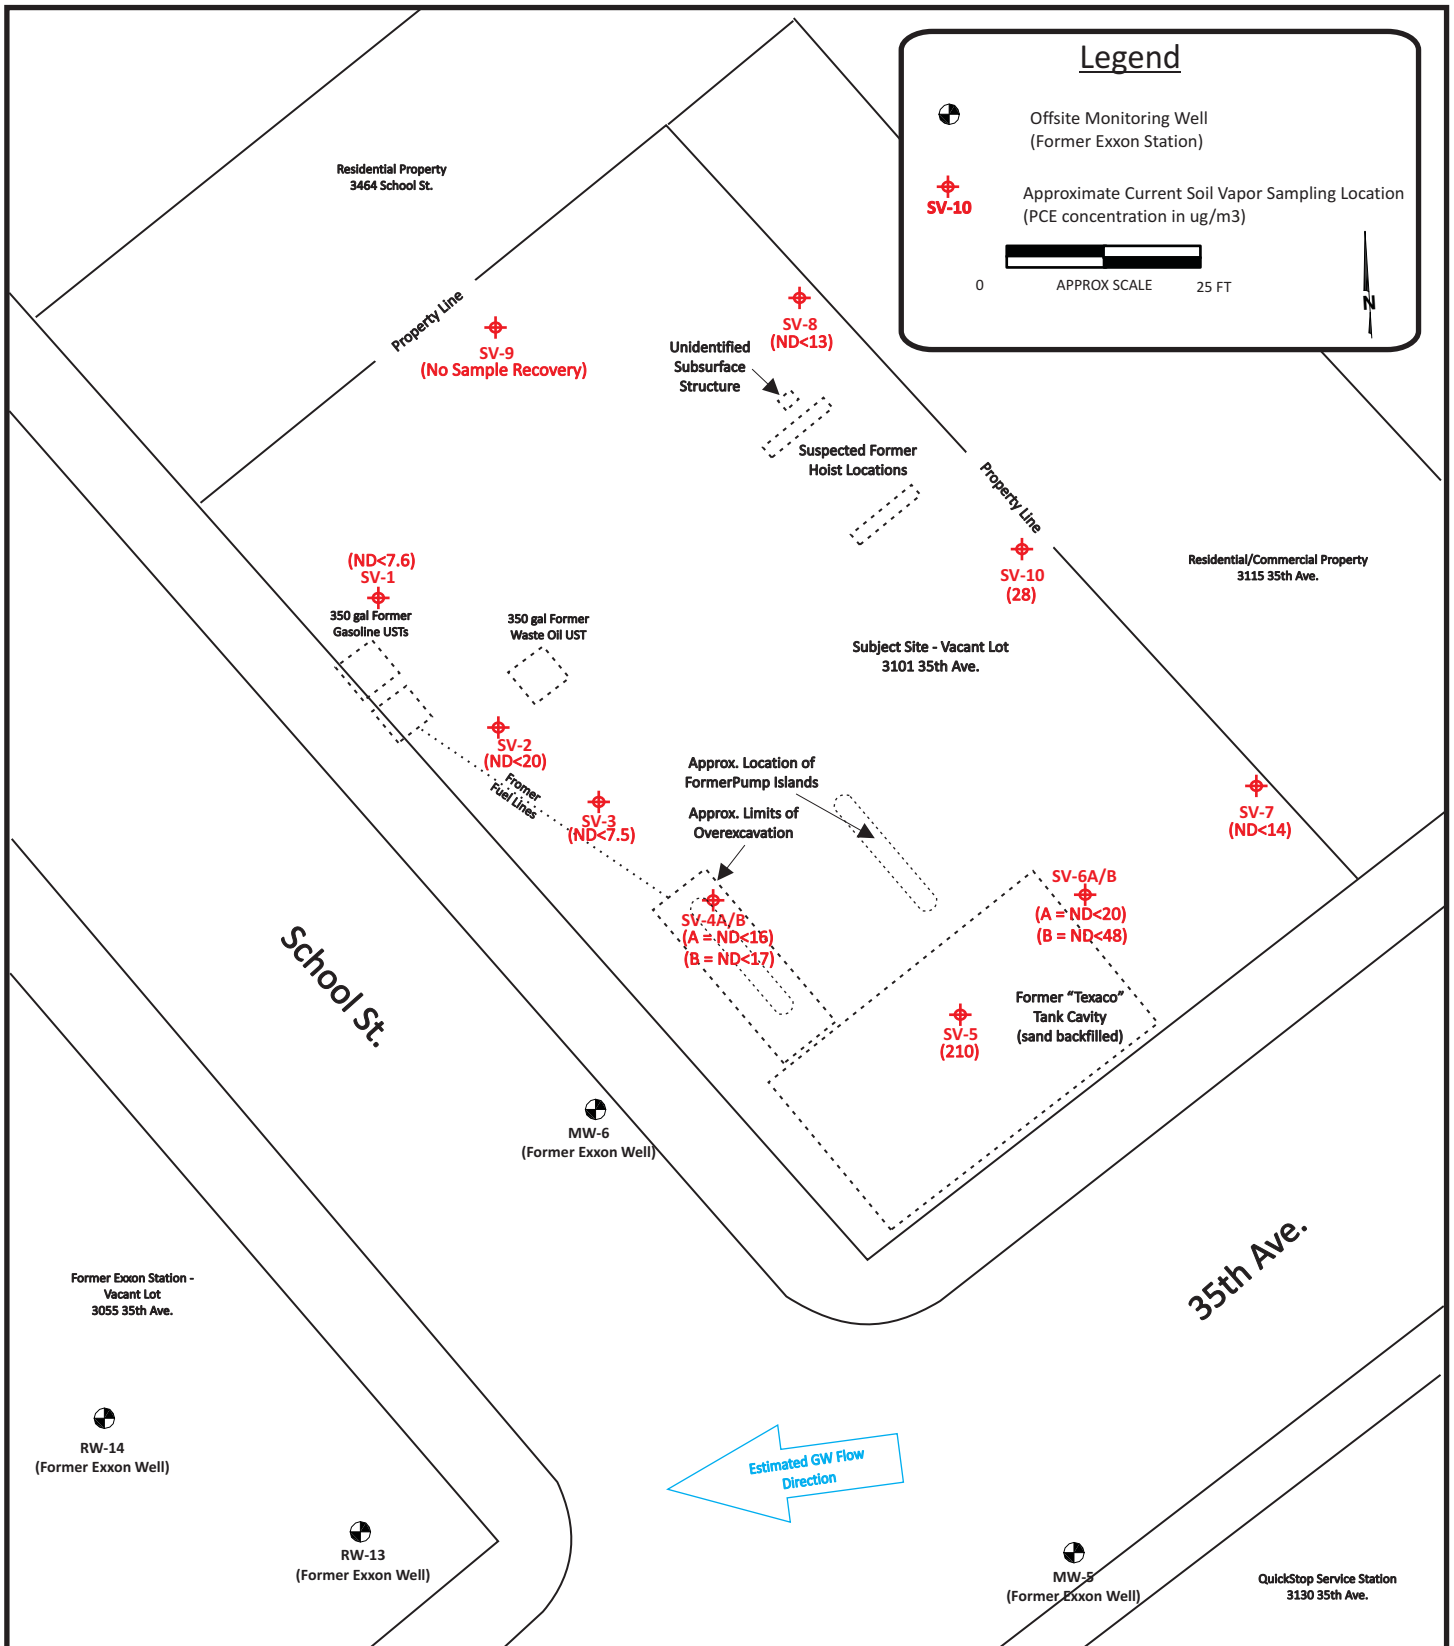 Legend
Offsite Monitoring Well
(Former Exxon Station)
SV-10
Approximate Current Soil Vapor Sampling Location
(PCE concentration in ug/m3)
0
APPROX SCALE
25 FT
N
Residential Property
3464 School St.
Property Line
SV-9
(No Sample Recovery)
SV-8
(ND<13)
Unidentified
Subsurface
Structure
Suspected Former
Hoist Locations
Property Line
SV-10
(28)
Residential/Commercial Property
3115 35th Ave.
(ND<7.6)
SV-1
350 gal Former
Gasoline USTs
350 gal Former
Waste Oil UST
Subject Site - Vacant Lot
3101 35th Ave.
SV-2
(ND<20)
Fromer
Fuel Lines
SV-3
(ND<7.5)
Approx. Location of
FormerPump Islands
Approx. Limits of
Overexcavation
SV-7
(ND<14)
SV-4A/B
(A = ND<16)
(B = ND<17)
SV-6A/B
(A = ND<20)
(B = ND<48)
SV-5
(210)
Former “Texaco”
Tank Cavity
(sand backfilled)
School St.
MW-6
(Former Exxon Well)
35th Ave.
Former Exxon Station -
Vacant Lot
3055 35th Ave.
RW-14
(Former Exxon Well)
Estimated GW Flow
Direction
RW-13
(Former Exxon Well)
MW-5
(Former Exxon Well)
QuickStop Service Station
3130 35th Ave.